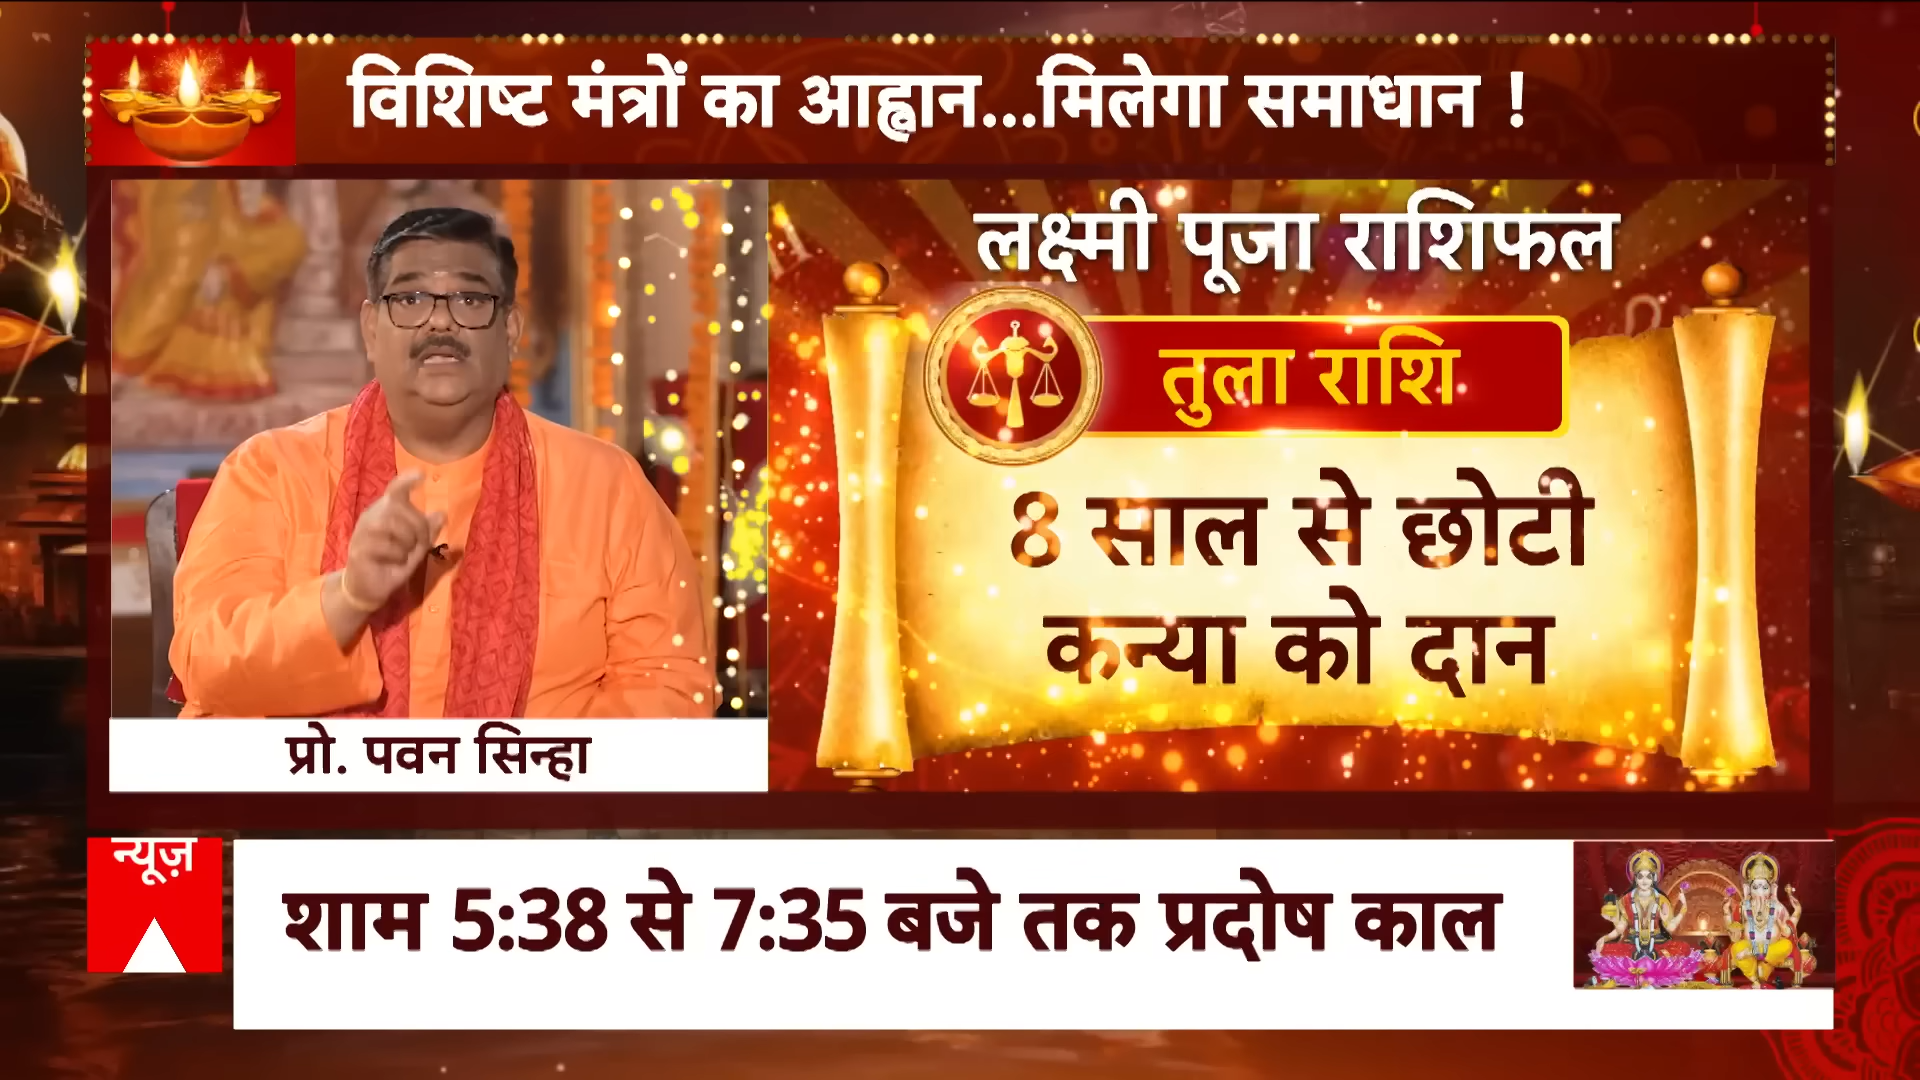 विशिष्ट मंत्रों का आह्वान...मिलेगा समाधान !
लक्ष्मी पूजा राशिफल
तुला राशि
8 साल से छोटी
कन्या को दान
प्रो. पवन सिन्हा
न्यूज़
शाम 5:38 से 7:35 बजे तक प्रदोष काल